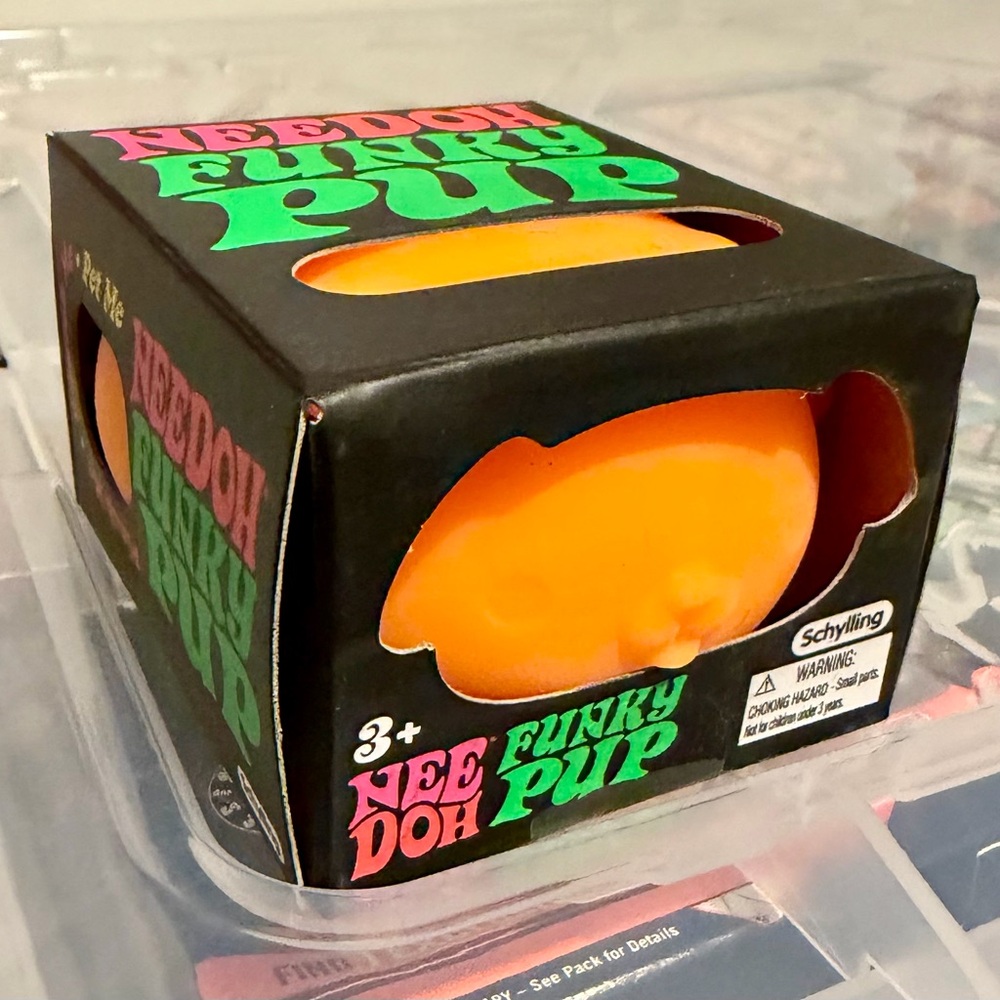 NEEDOH
FUNKY
PUP
Pet Me
NEEDOH
FUNKY
PUP
3+
NEE
DOH
FUNKY
PUP
Schylling
WARNING:
CHOKING HAZARD - Small parts.
Not for children under 3 years.
FIND
– See Pack for Details